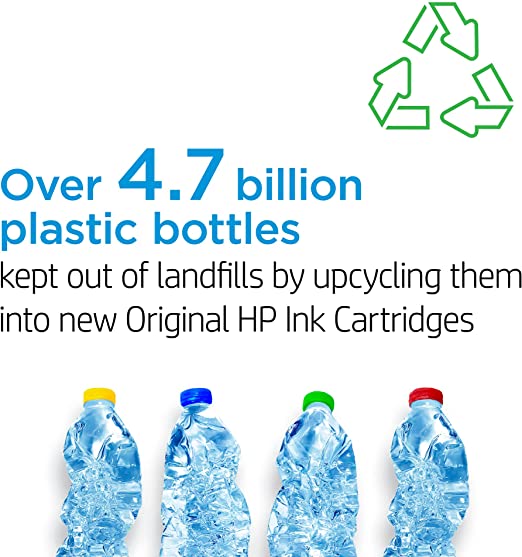 Over 4.7 billion
plastic bottles
kept out of landfills by upcycling them
into new Original HP Ink Cartridges